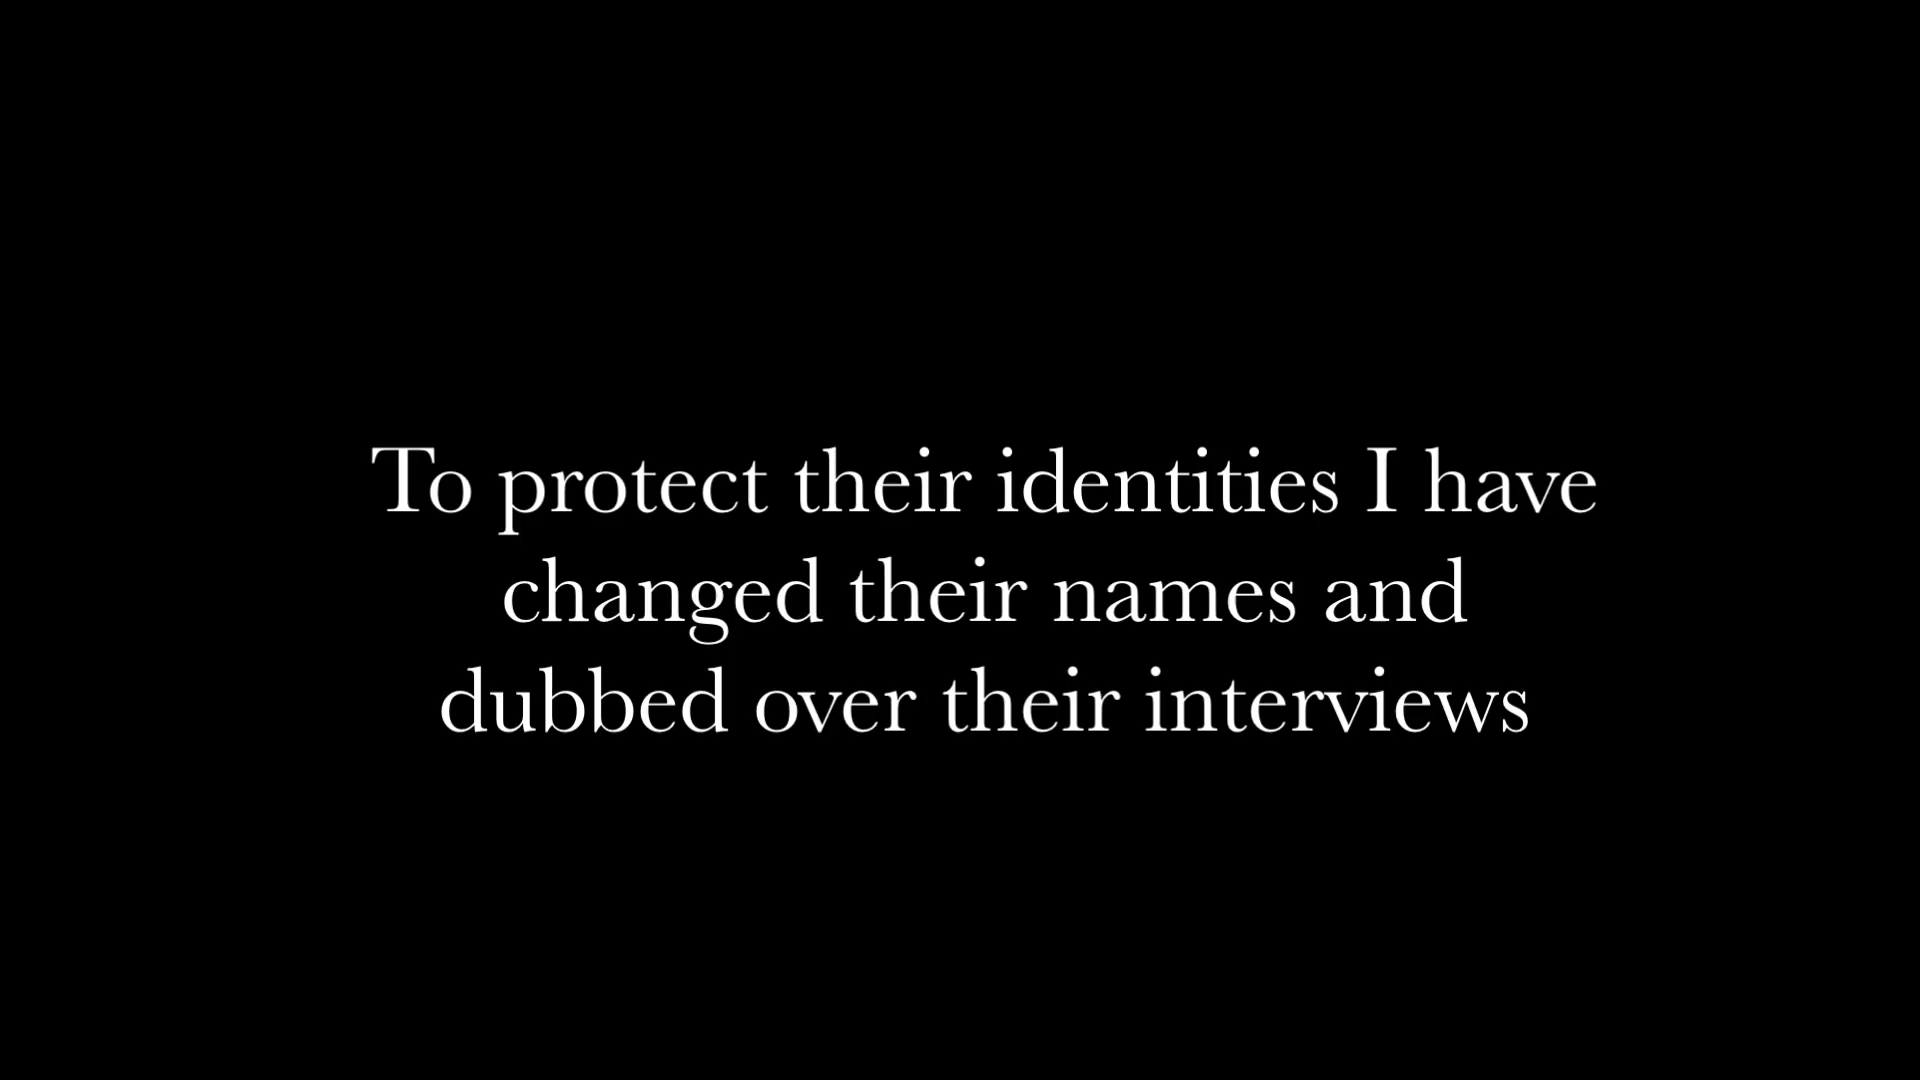 To protect their identities I have
changed their names and
dubbed over their interviews